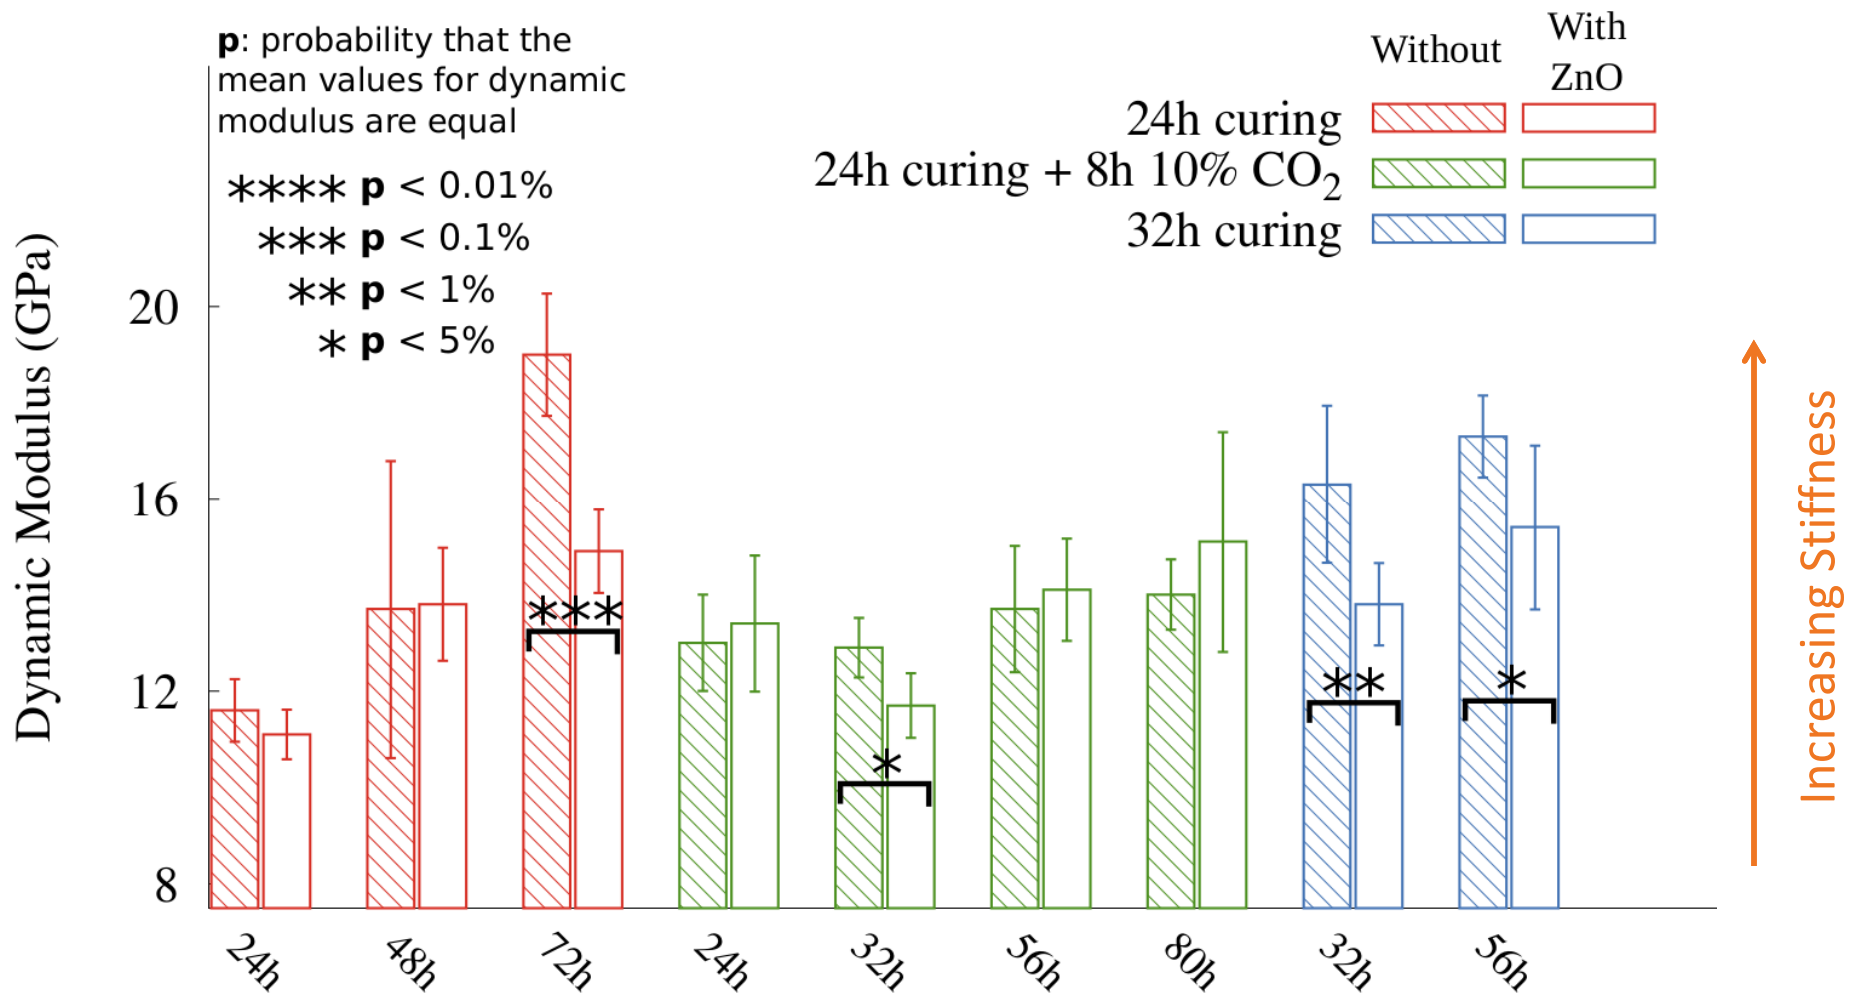 p: probability that the
mean values for dynamic
modulus are equal
**** p < 0.01%
*** p < 0.1%
** p < 1%
* p < 5%
Without
With
ZnO
24h curing
24h curing + 8h 10% CO₂
32h curing
Dynamic Modulus (GPa)
20
16
12
8
***
*
**
*
24h
48h
72h
24h
32h
56h
80h
32h
56h
Increasing Stiffness